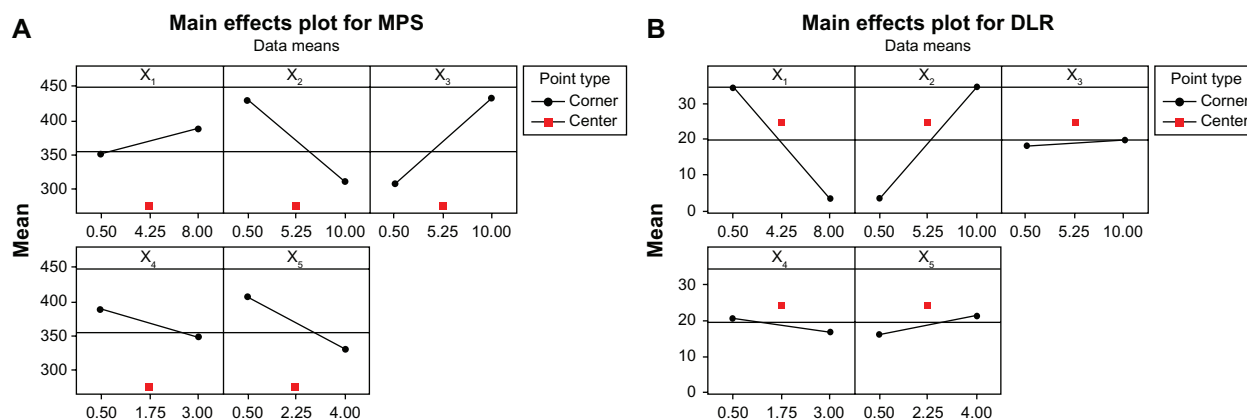 A
Main effects plot for MPS
Data means
X1 X2 X3
450
400
350
300
0.50 4.25 8.00 0.50 5.25 10.00 0.50 5.25 10.00
Point type
Corner
Center
Mean
X4 X5
450
400
350
300
0.50 1.75 3.00 0.50 2.25 4.00
B
Main effects plot for DLR
Data means
X1 X2 X3
30
20
10
0
0.50 4.25 8.00 0.50 5.25 10.00 0.50 5.25 10.00
Point type
Corner
Center
Mean
X4 X5
30
20
10
0
0.50 1.75 3.00 0.50 2.25 4.00